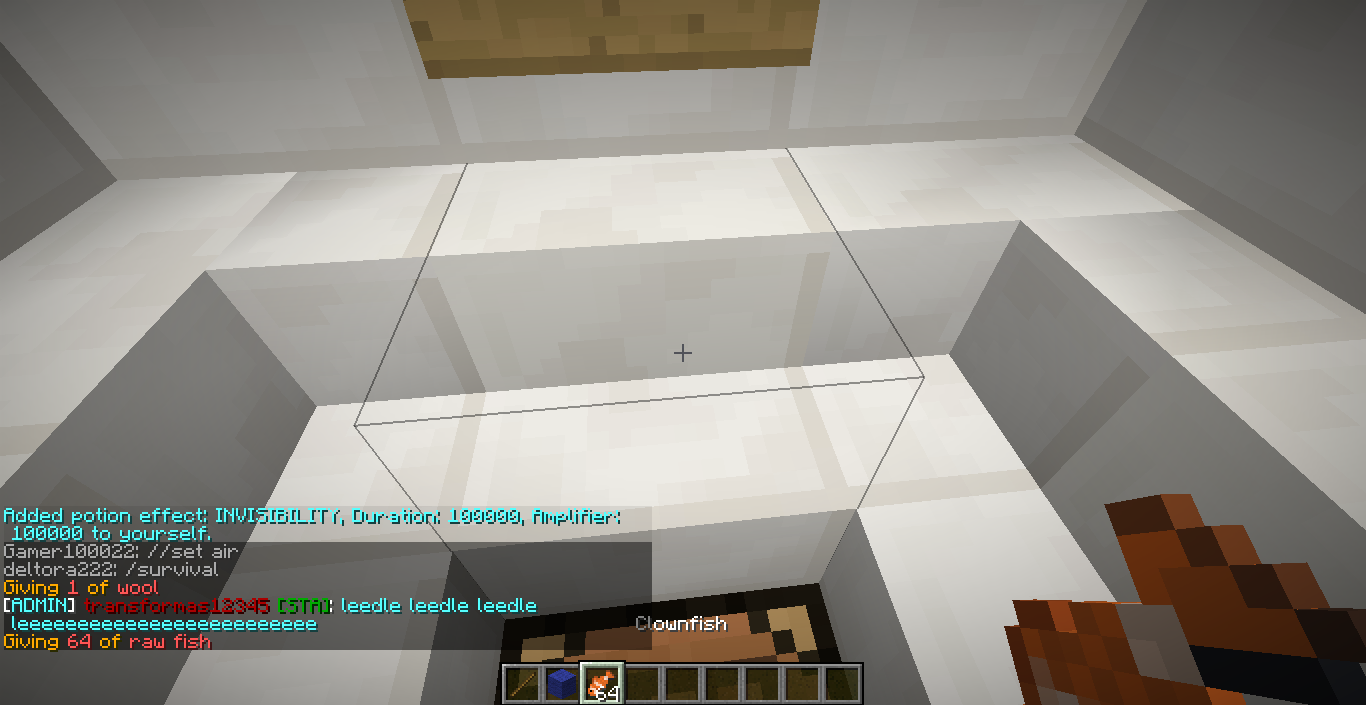 Added potion effect: INVISIBILITY, Duration: 100000, Amplifier:
100000 to yourself.
Gamer100022: //set air
deltora222: /survival
Giving 1 of wool
[ADMIN] transformas12345 [STA]: leedle leedle leedle
leeeeeeeeeeeeeeeeeeeeeeeee
Giving 64 of raw fish
Clownfish
64